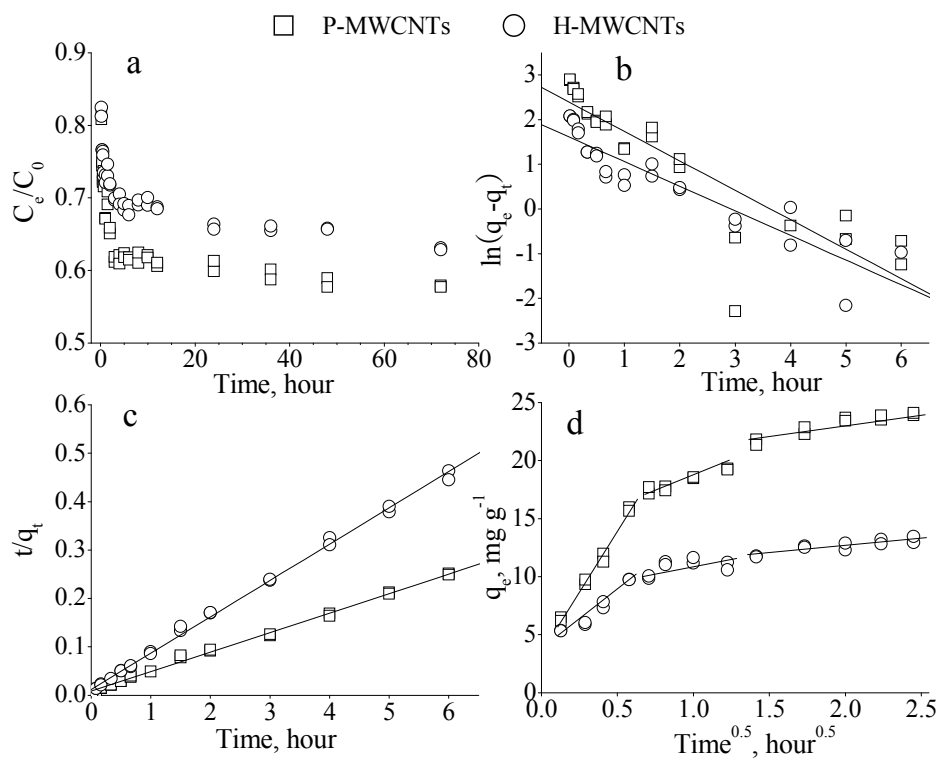 P-MWCNTs H-MWCNTs
a
C_e/C_0
0.9
0.8
0.7
0.6
0.5
0 20 40 60 80
Time, hour
b
ln(q_e-q_t)
3
2
1
0
-1
-2
-3
0 1 2 3 4 5 6
Time, hour
c
t/q_t
0.6
0.5
0.4
0.3
0.2
0.1
0.0
0 1 2 3 4 5 6
Time, hour
d
q_e, mg g^-1
25
20
15
10
5
0
0.0 0.5 1.0 1.5 2.0 2.5
Time^0.5, hour^0.5